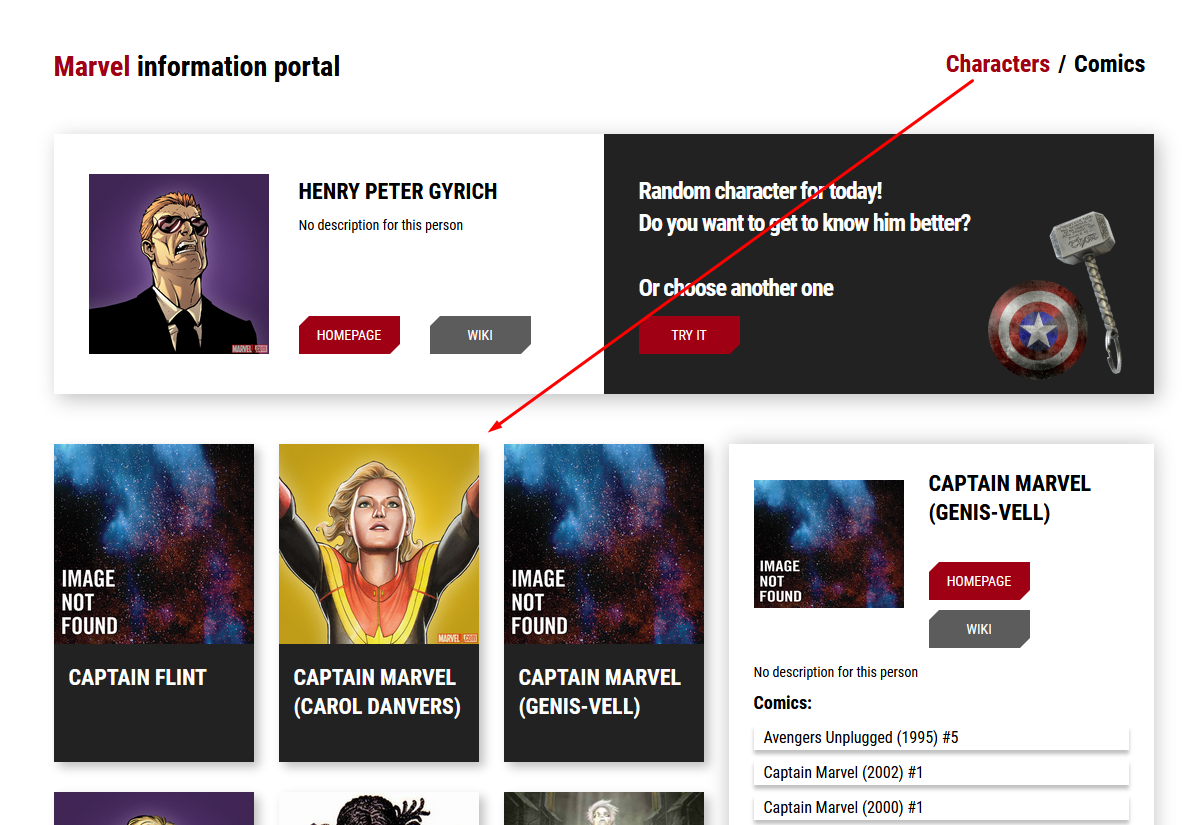 Marvel information portal
Characters / Comics
HENRY PETER GYRICH
No description for this person
HOMEPAGE
WIKI
MARVEL
Random character for today!
Do you want to get to know him better?
Or choose another one
TRY IT
IMAGE
NOT
FOUND
CAPTAIN FLINT
MARVEL.COM
CAPTAIN MARVEL
(CAROL DANVERS)
IMAGE
NOT
FOUND
CAPTAIN MARVEL
(GENIS-VELL)
IMAGE
NOT
FOUND
CAPTAIN MARVEL
(GENIS-VELL)
HOMEPAGE
WIKI
No description for this person
Comics:
Avengers Unplugged (1995) #5
Captain Marvel (2002) #1
Captain Marvel (2000) #1